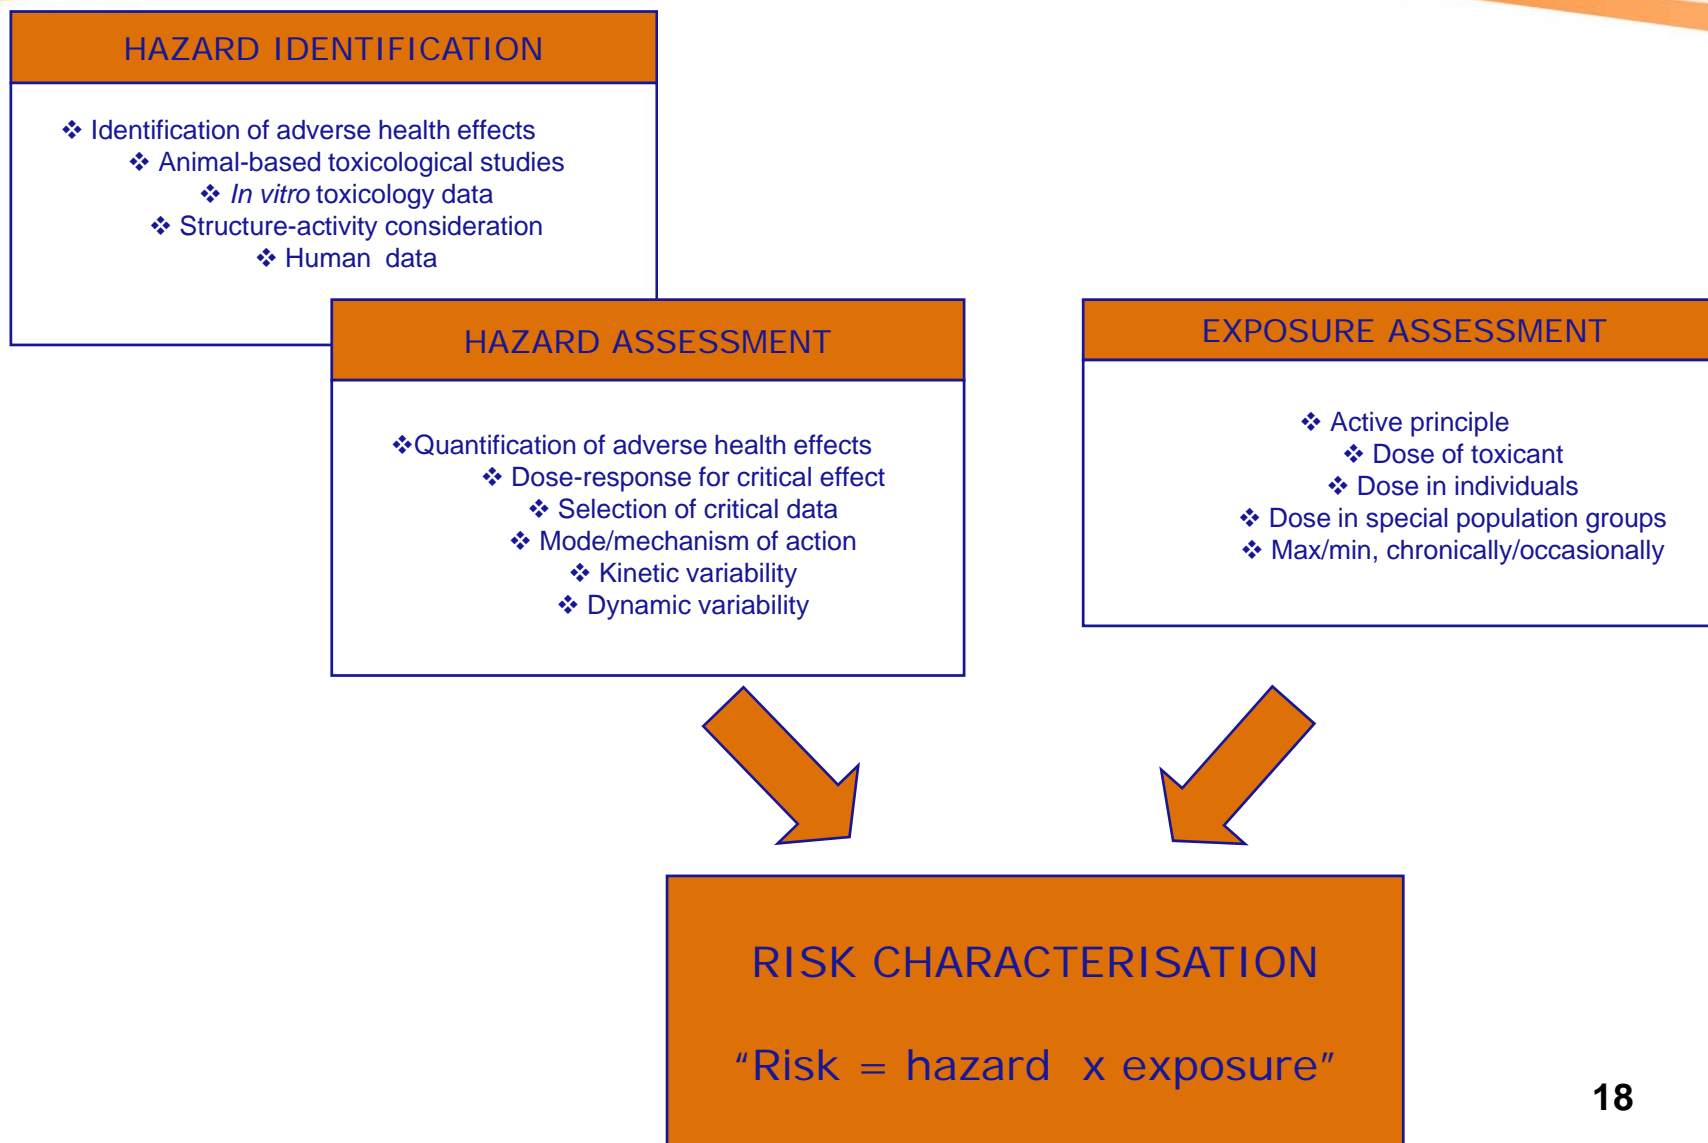 HAZARD IDENTIFICATION
❖ Identification of adverse health effects
❖ Animal-based toxicological studies
❖ In vitro toxicology data
❖ Structure-activity consideration
❖ Human  data
HAZARD ASSESSMENT
❖Quantification of adverse health effects
❖ Dose-response for critical effect
❖ Selection of critical data
❖ Mode/mechanism of action
❖ Kinetic variability
❖ Dynamic variability
EXPOSURE ASSESSMENT
❖ Active principle
❖ Dose of toxicant
❖ Dose in individuals
❖ Dose in special population groups
❖ Max/min, chronically/occasionally
RISK CHARACTERISATION
“Risk = hazard  x exposure”
18